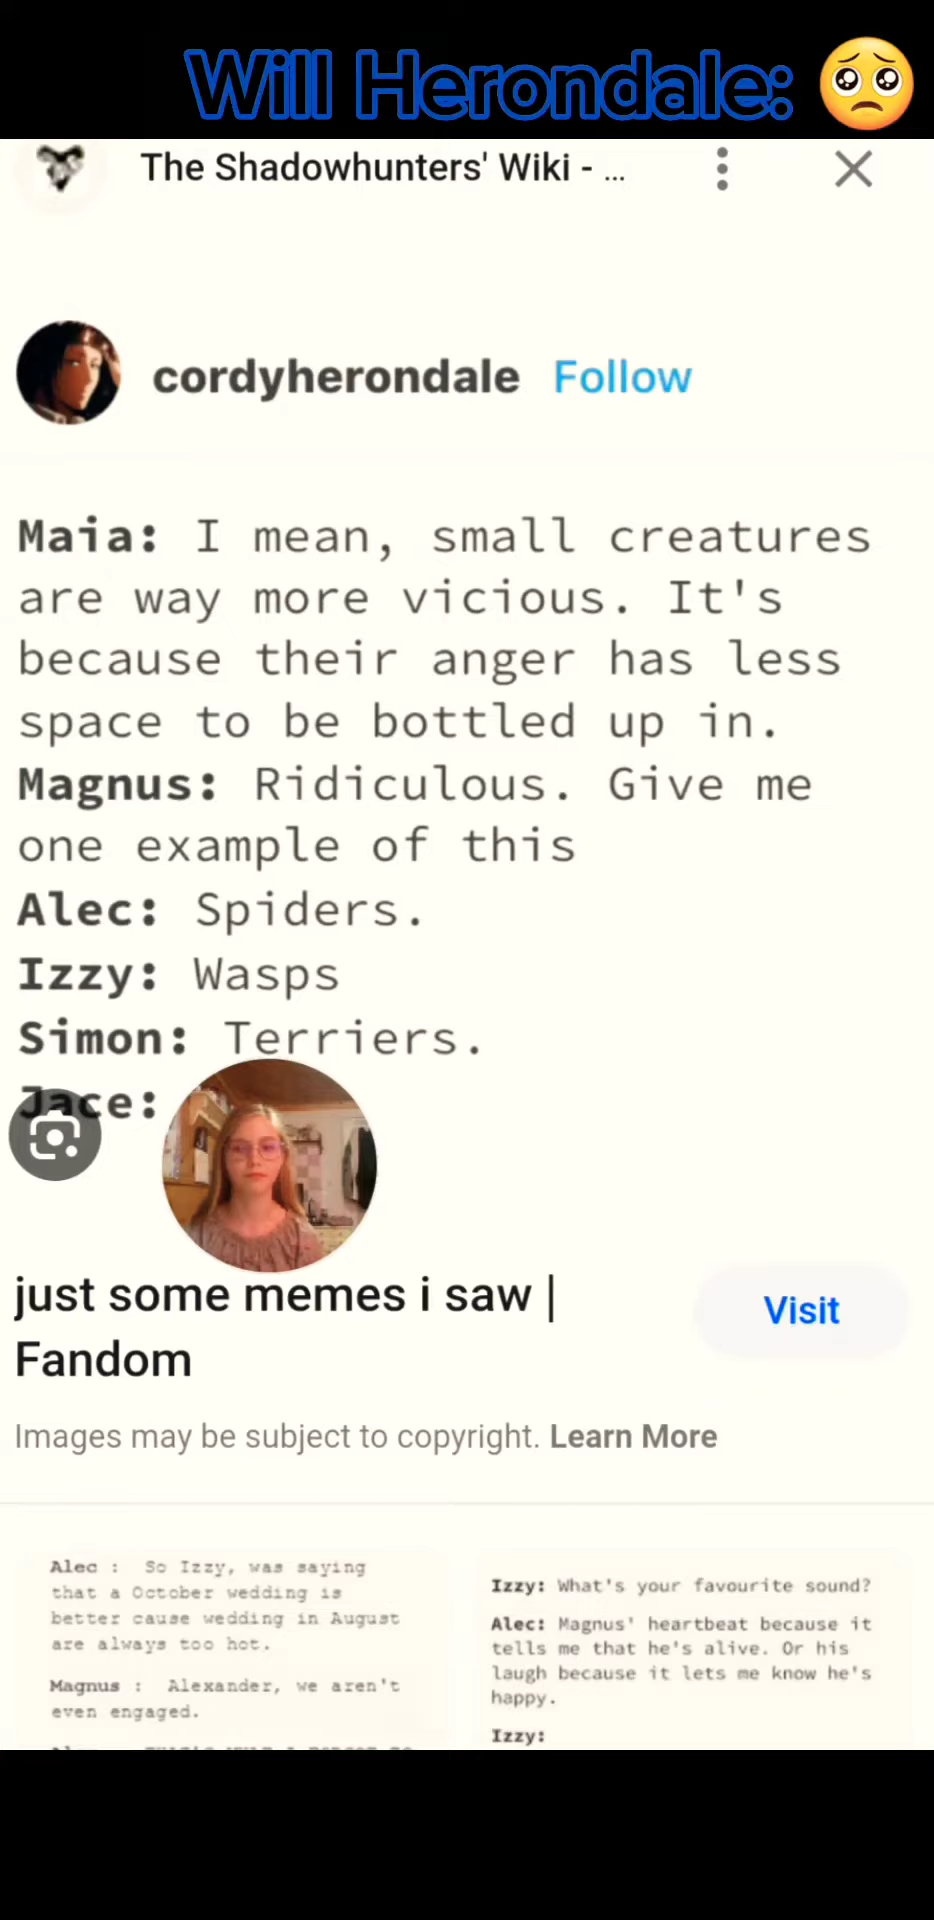 Will Herondale: 🥺
The Shadowhunters' Wiki - ...
cordyherondale Follow
Maia: I mean, small creatures
are way more vicious. It's
because their anger has less
space to be bottled up in.
Magnus: Ridiculous. Give me
one example of this
Alec: Spiders.
Izzy: Wasps
Simon: Terriers.
Jace:
just some memes i saw |
Fandom
Visit
Images may be subject to copyright. Learn More
Alec : So Izzy, was saying
that a October wedding is
better cause wedding in August
are always too hot.
Magnus : Alexander, we aren't
even engaged.
Izzy: What's your favourite sound?
Alec: Magnus' heartbeat because it
tells me that he's alive. Or his
laugh because it lets me know he's
happy.
Izzy: